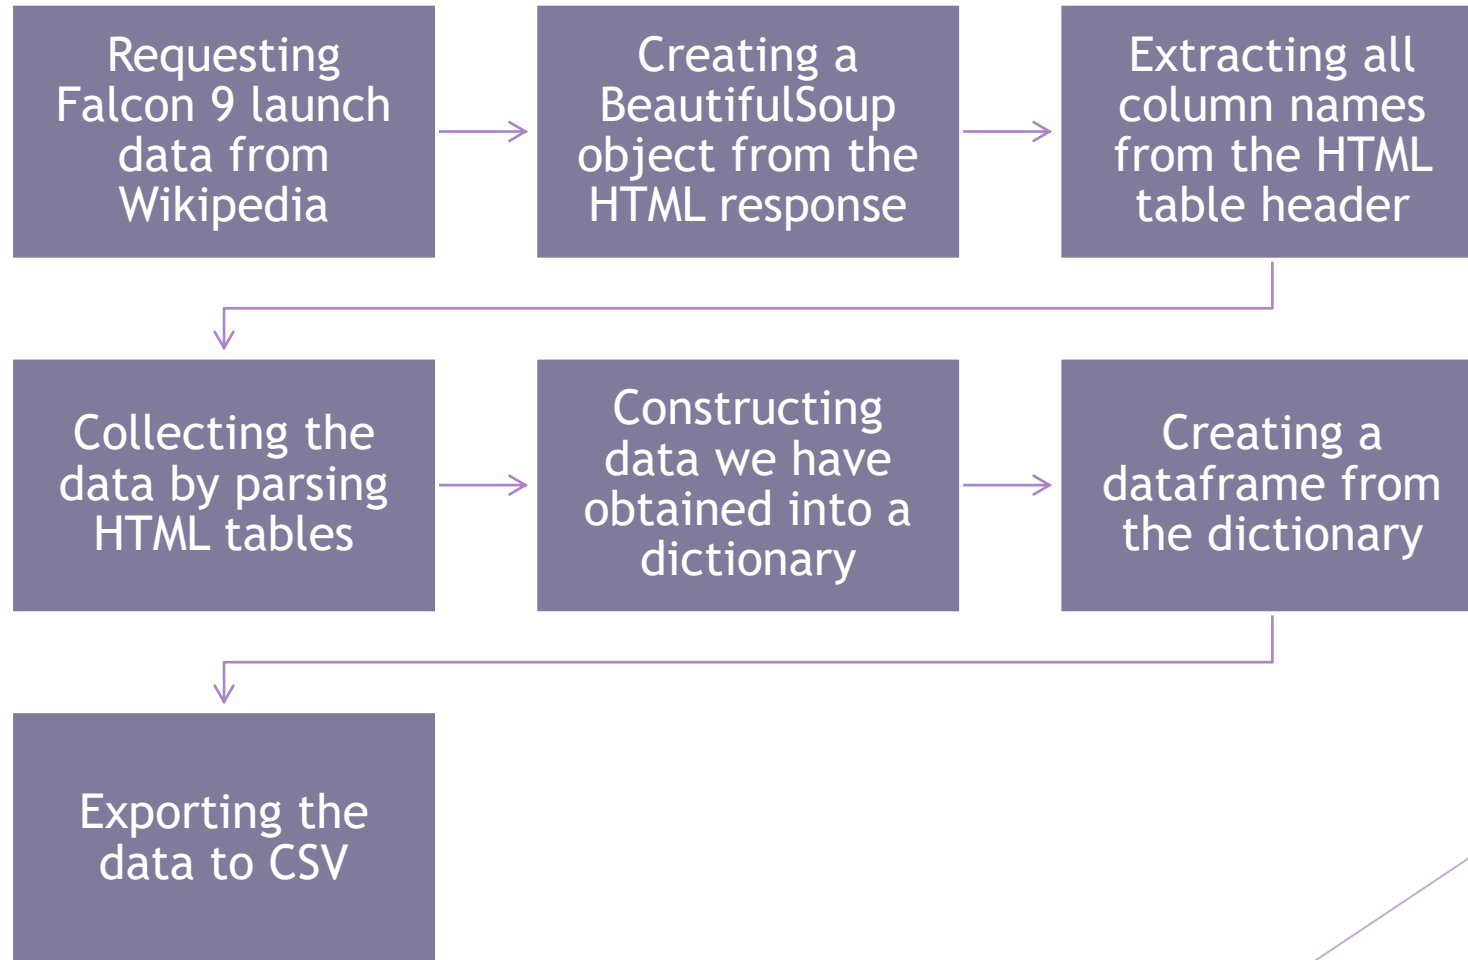 Requesting
Falcon 9 launch
data from
Wikipedia
Creating a
BeautifulSoup
object from the
HTML response
Extracting all
column names
from the HTML
table header
Collecting the
data by parsing
HTML tables
Constructing
data we have
obtained into a
dictionary
Creating a
dataframe from
the dictionary
Exporting the
data to CSV